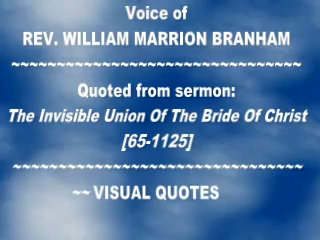 Voice of
REV. WILLIAM MARRION BRANHAM
~~~~~~~~~~~~~~~~~~~~~~~~~~~~~~~
Quoted from sermon:
The Invisible Union Of The Bride Of Christ
[65-1125]
~~~~~~~~~~~~~~~~~~~~~~~~~~~~~~~
~~ VISUAL QUOTES